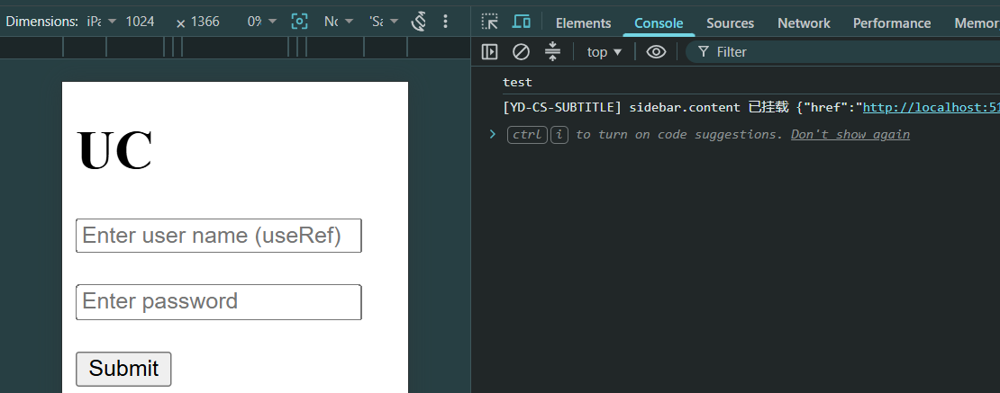 Dimensions: iPa 1024 × 1366 0% No 'Sa
Elements Console Sources Network Performance Memor
top Filter
test
[YD-CS-SUBTITLE] sidebar.content 已挂载 {"href":"http://localhost:51
ctrl i to turn on code suggestions. Don't show again
UC
Enter user name (useRef)
Enter password
Submit